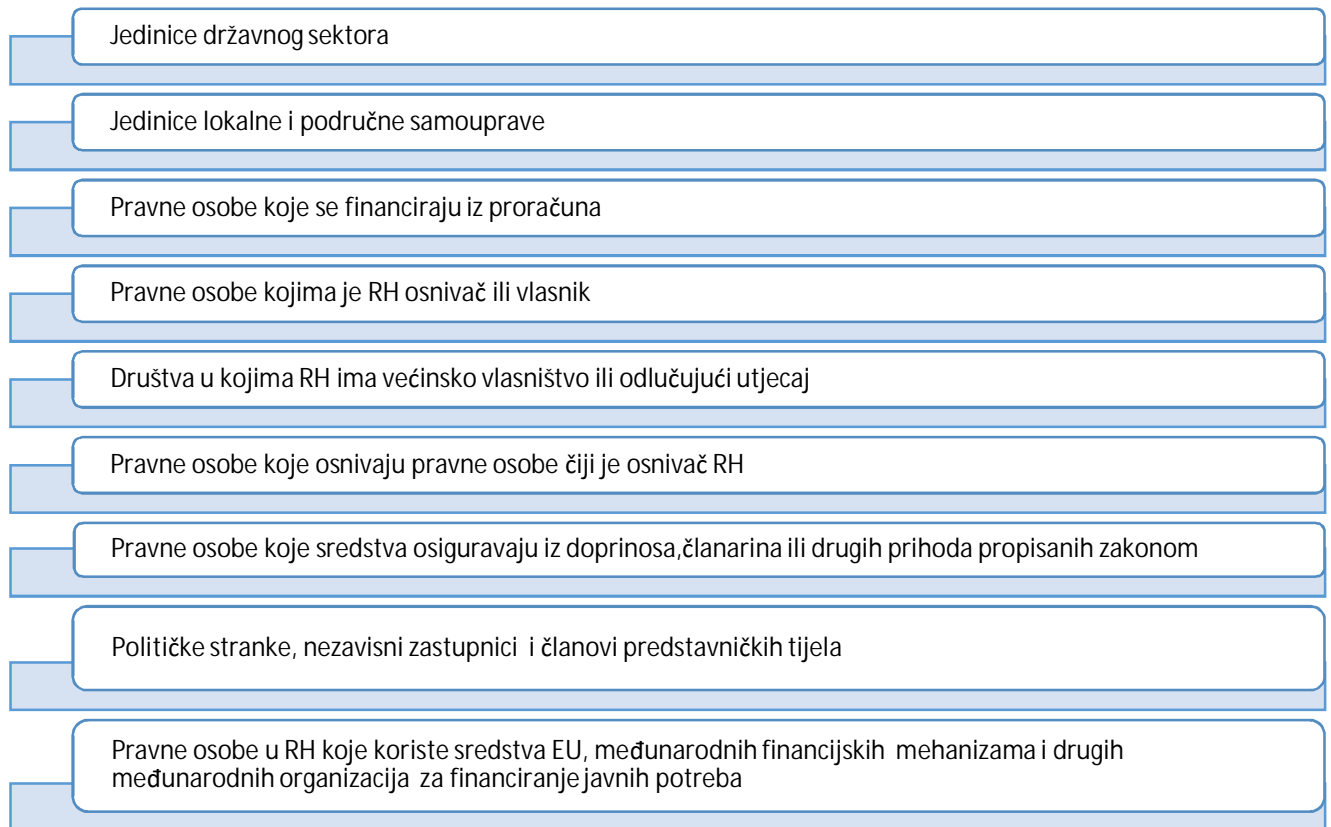 Jedinice državnog sektora
Jedinice lokalne i područne samouprave
Pravne osobe koje se financiraju iz proračuna
Pravne osobe kojima je RH osnivač ili vlasnik
Društva u kojima RH ima većinsko vlasništvo ili odlučujući utjecaj
Pravne osobe koje osnivaju pravne osobe čiji je osnivač RH
Pravne osobe koje sredstva osiguravaju iz doprinosa,članarina ili drugih prihoda propisanih zakonom
Političke stranke, nezavisni zastupnici i članovi predstavničkih tijela
Pravne osobe u RH koje koriste sredstva EU, međunarodnih financijskih mehanizama i drugih
međunarodnih organizacija za financiranje javnih potreba